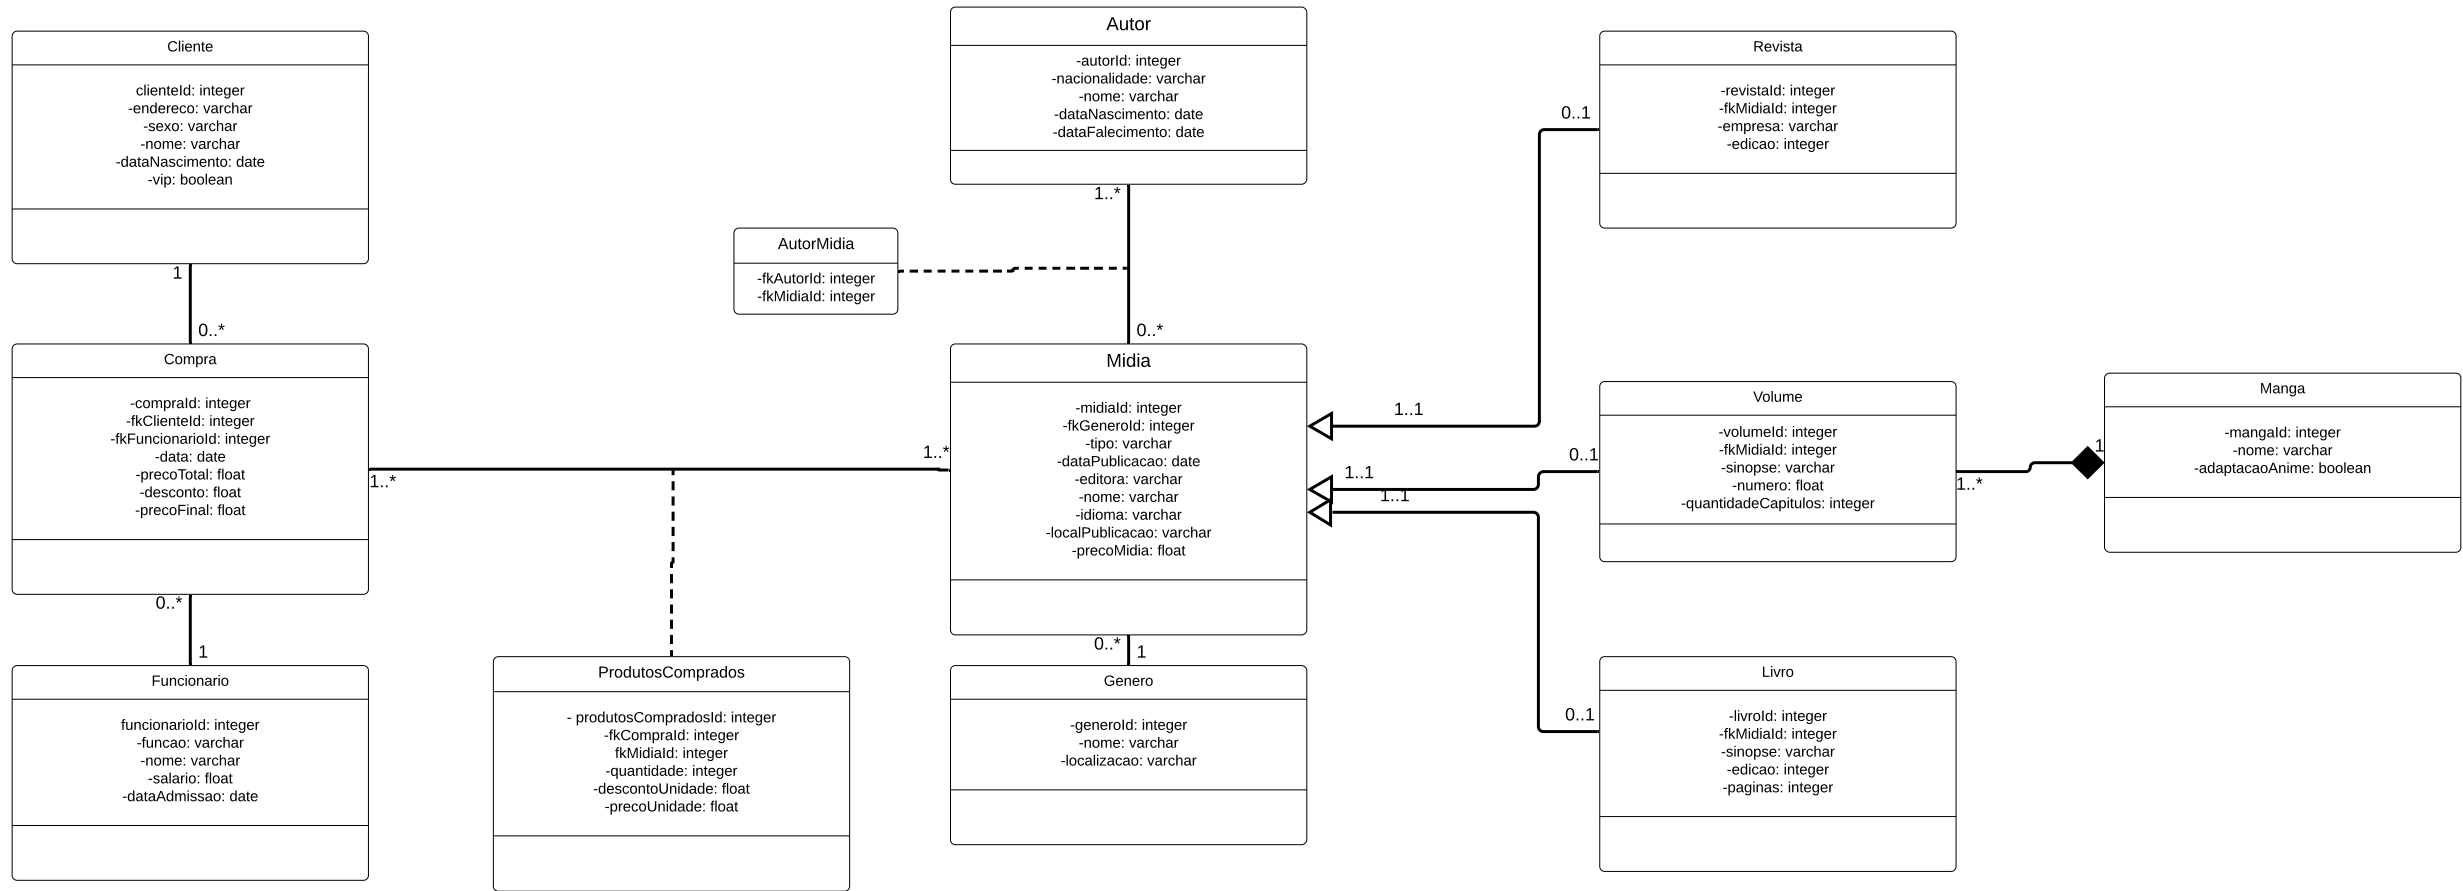 Cliente
clienteId: integer
-endereco: varchar
-sexo: varchar
-nome: varchar
-dataNascimento: date
-vip: boolean
1
0..*
Compra
-compraId: integer
-fkClienteId: integer
-fkFuncionarioId: integer
-data: date
-precoTotal: float
-desconto: float
-precoFinal: float
1..*
1..*
0..*
1
Funcionario
funcionarioId: integer
-funcao: varchar
-nome: varchar
-salario: float
-dataAdmissao: date
ProdutosComprados
- produtosCompradosId: integer
-fkCompraId: integer
fkMidiaId: integer
-quantidade: integer
-descontoUnidade: float
-precoUnidade: float
Autor
-autorId: integer
-nacionalidade: varchar
-nome: varchar
-dataNascimento: date
-dataFalecimento: date
1..*
AutorMidia
-fkAutorId: integer
-fkMidiaId: integer
0..*
Midia
-midiaId: integer
-fkGeneroId: integer
-tipo: varchar
-dataPublicacao: date
-editora: varchar
-nome: varchar
-idioma: varchar
-localPublicacao: varchar
-precoMidia: float
0..*
1
Genero
-generoId: integer
-nome: varchar
-localizacao: varchar
1..1
1..1
1..1
0..1
Revista
-revistaId: integer
-fkMidiaId: integer
-empresa: varchar
-edicao: integer
0..1
Volume
-volumeId: integer
-fkMidiaId: integer
-sinopse: varchar
-numero: float
-quantidadeCapitulos: integer
1..*
1
Manga
-mangaId: integer
-nome: varchar
-adaptacaoAnime: boolean
0..1
Livro
-livroId: integer
-fkMidiaId: integer
-sinopse: varchar
-edicao: integer
-paginas: integer